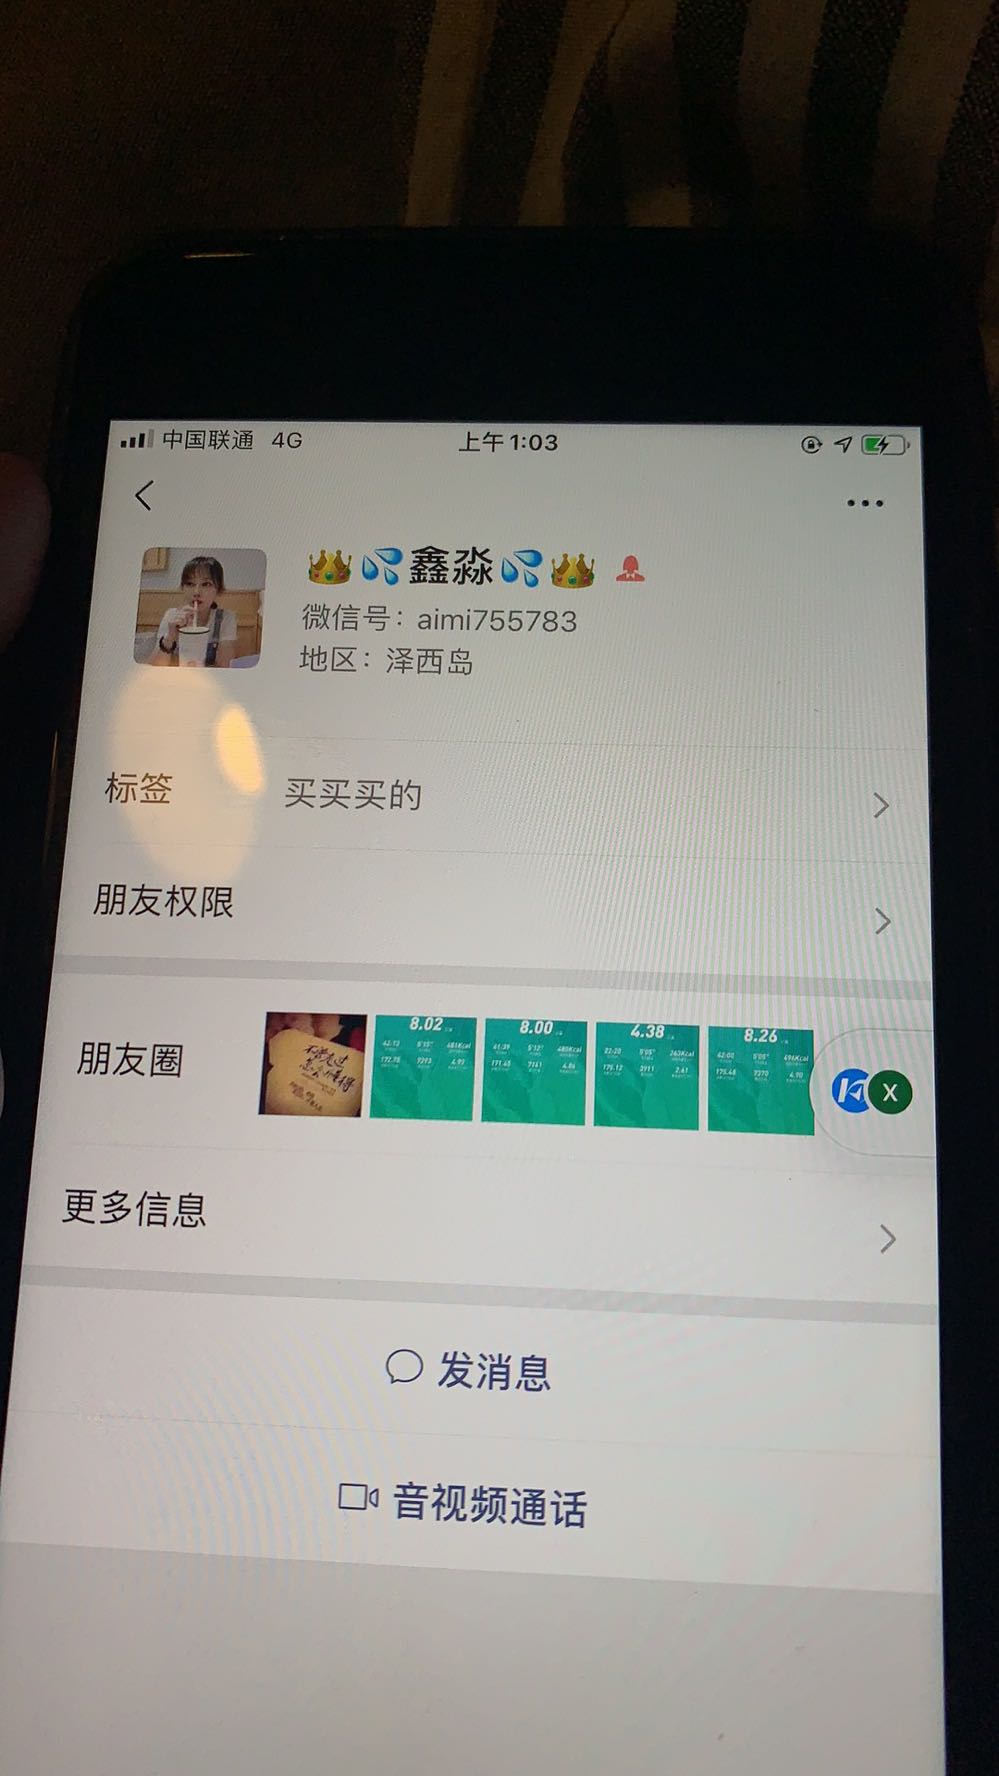 中国联通 4G 上午1:03
👑💦鑫淼💦👑
微信号：aimi755783
地区：泽西岛
标签 买买买的
朋友权限
朋友圈
8.02 8.00 4.38 8.26
X
更多信息
发消息
音视频通话